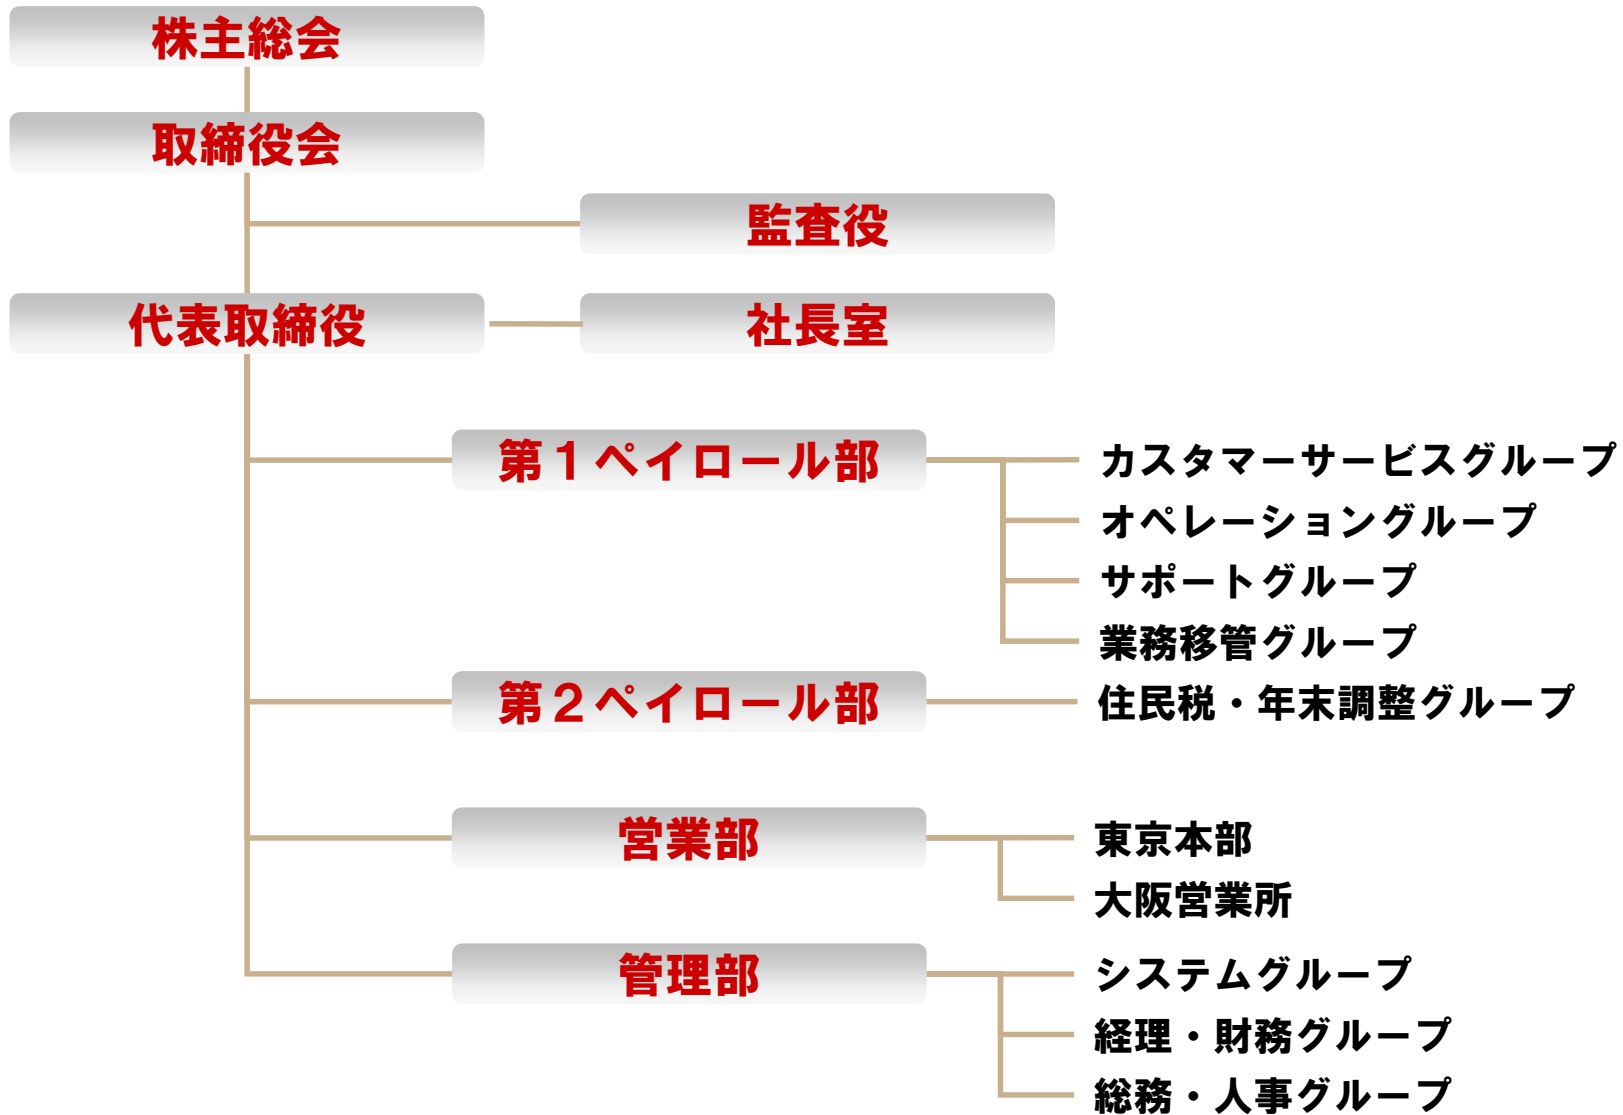 株主総会
取締役会
監査役
代表取締役
社長室
第１ペイロール部
カスタマーサービスグループ
オペレーショングループ
サポートグループ
業務移管グループ
第２ペイロール部
住民税・年末調整グループ
営業部
東京本部
大阪営業所
管理部
システムグループ
経理・財務グループ
総務・人事グループ